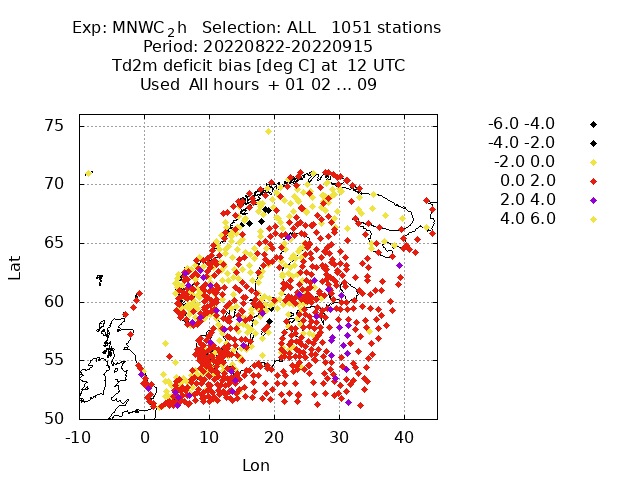 Exp: MNWC_2h Selection: ALL 1051 stations
Period: 20220822-20220915
Td2m deficit bias [deg C] at 12 UTC
Used All hours + 01 02 ... 09
-6.0 -4.0
-4.0 -2.0
-2.0 0.0
0.0 2.0
2.0 4.0
4.0 6.0
75
70
65
60
55
50
Lat
-10 0 10 20 30 40
Lon